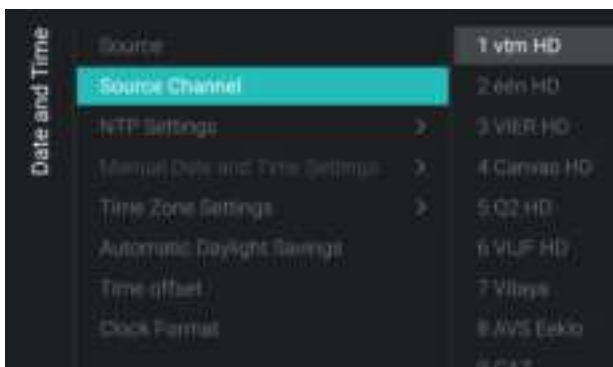 Date and Time
Source
Source Channel
NTP Settings
Manual Date and Time Settings
Time Zone Settings
Automatic Daylight Savings
Time offset
Clock Format
1 vtm HD
2 één HD
3 VIER HD
4 Canvas HD
5 Q2 HD
6 VIJF HD
7 Vitaya
8 AVS Eeklo
9 CAZ